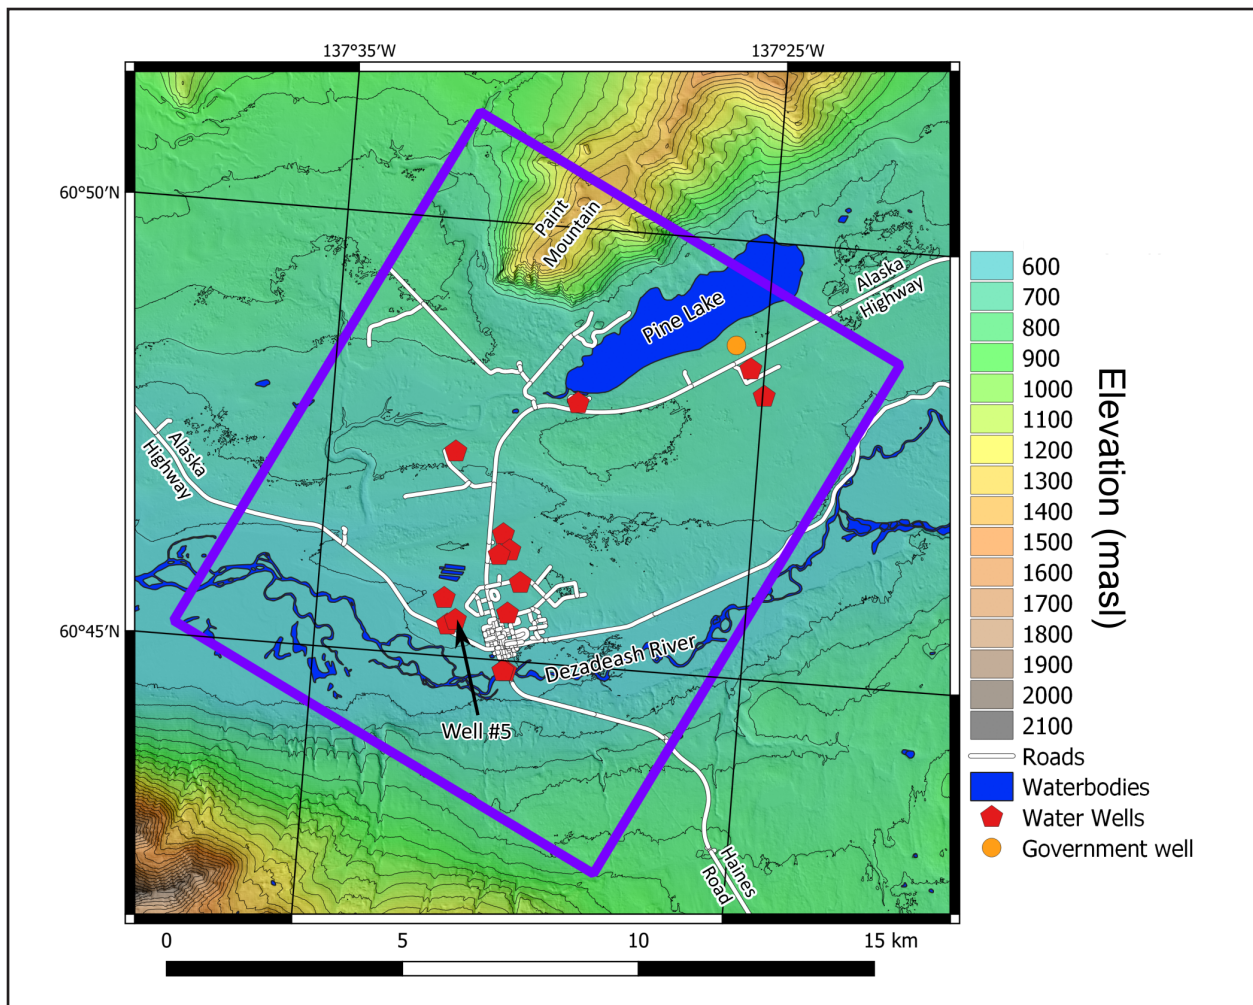 137°35′W
137°25′W
60°50′N
60°45′N
Paint
Mountain
Pine Lake
Alaska
Highway
Alaska
Highway
Dezadeash River
Well #5
Haines
Road
600
700
800
900
1000
1100
1200
1300
1400
1500
1600
1700
1800
1900
2000
2100
Elevation (masl)
Roads
Waterbodies
Water Wells
Government well
0
5
10
15 km